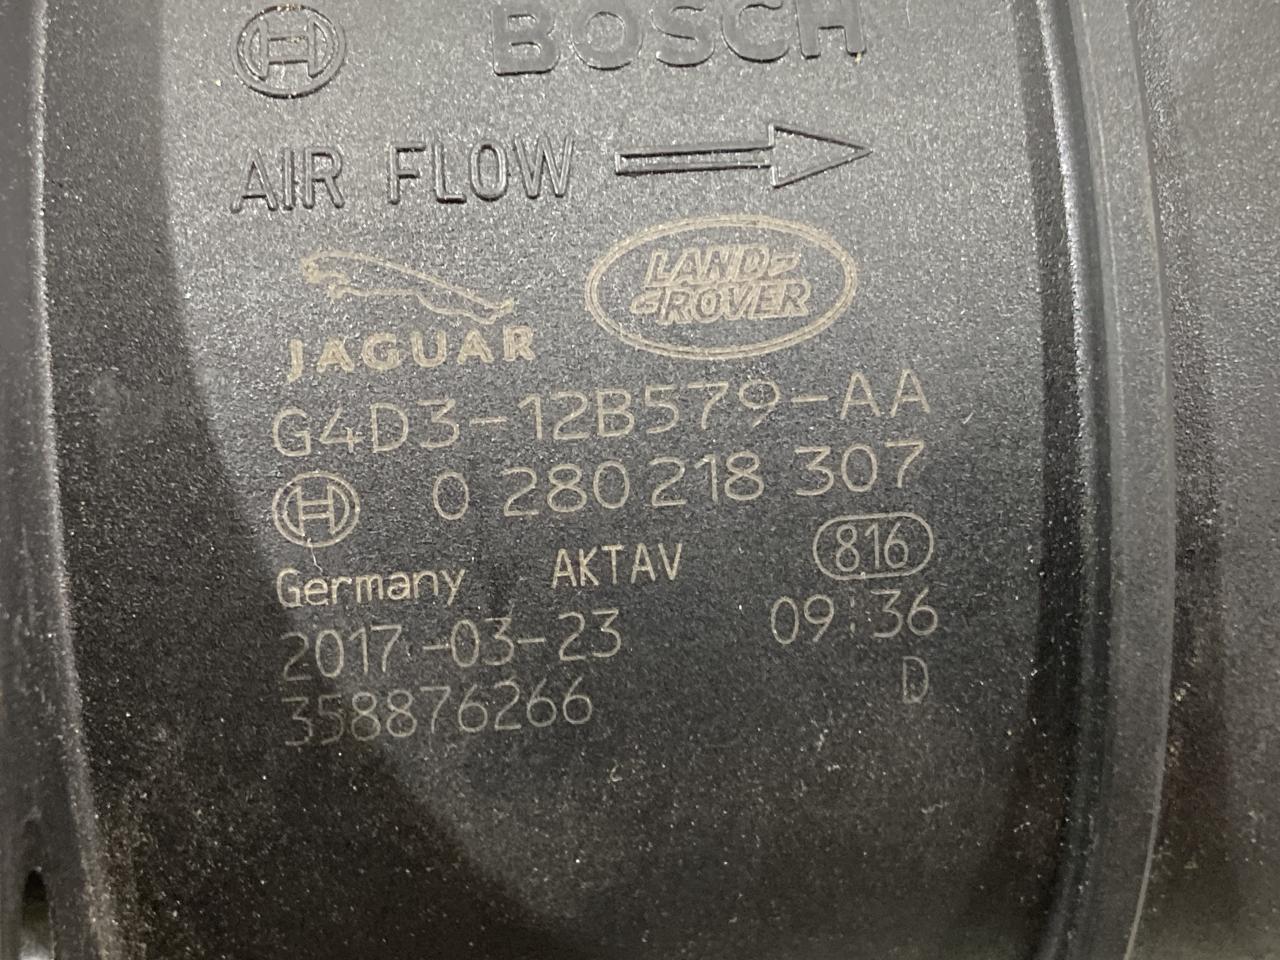 BOSCH
AIR FLOW
JAGUAR
LAND
ROVER
G4D3-12B579-AA
0 280 218 307
Germany AKTAV 816
2017-03-23 09:36
358876266 D